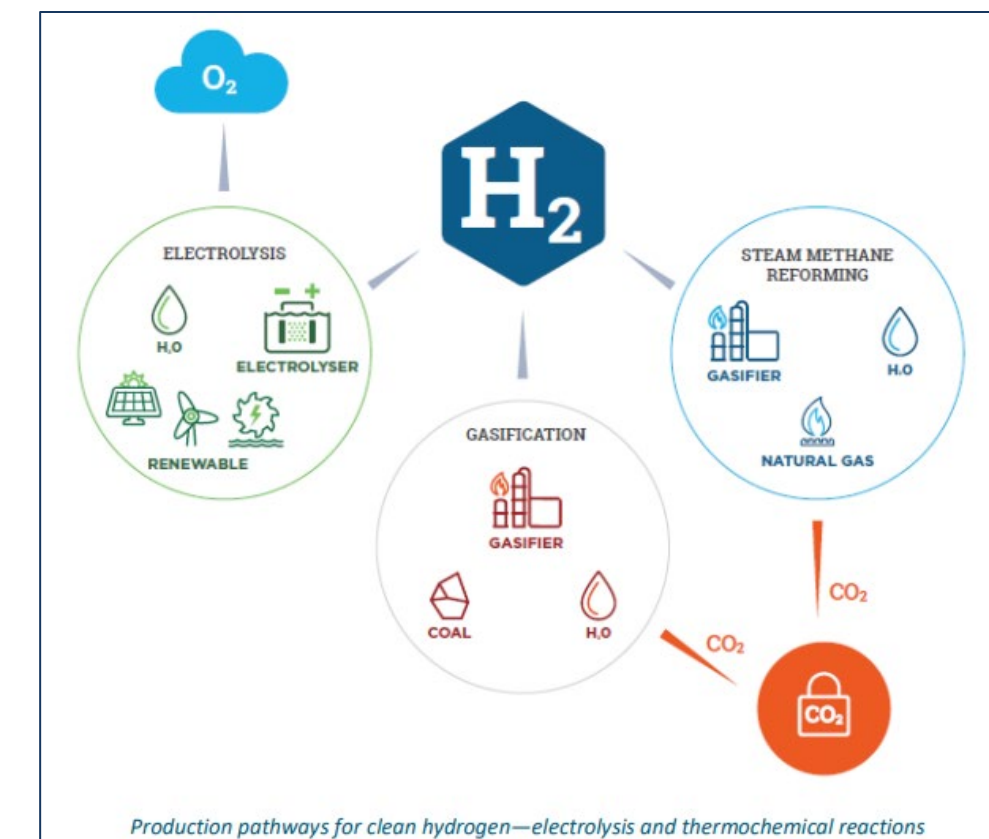 O₂
H₂
ELECTROLYSIS
H₂O
ELECTROLYSER
RENEWABLE
GASIFICATION
GASIFIER
COAL
H₂O
STEAM METHANE
REFORMING
GASIFIER
H₂O
NATURAL GAS
CO₂
CO₂
CO₂
Production pathways for clean hydrogen—electrolysis and thermochemical reactions